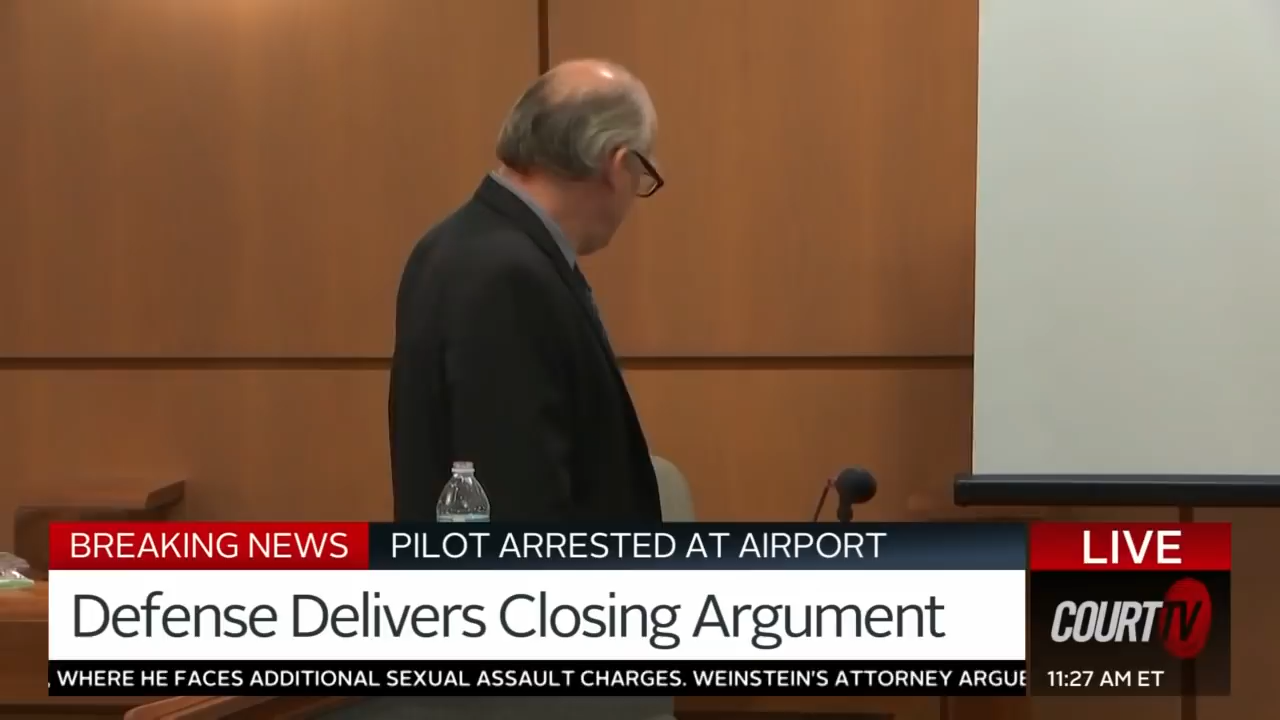 BREAKING NEWS PILOT ARRESTED AT AIRPORT
LIVE
Defense Delivers Closing Argument
COURT TV
, WHERE HE FACES ADDITIONAL SEXUAL ASSAULT CHARGES. WEINSTEIN'S ATTORNEY ARGUE
11:27 AM ET